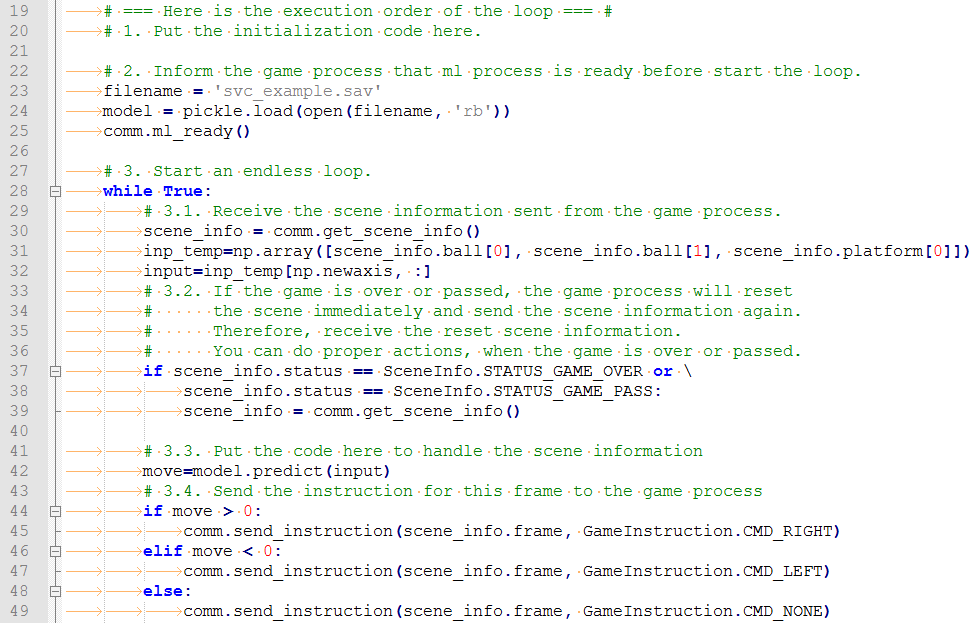 19 # === Here is the execution order of the loop === #
20 # 1. Put the initialization code here.
21
22 # 2. Inform the game process that ml process is ready before start the loop.
23 filename = 'svc_example.sav'
24 model = pickle.load(open(filename, 'rb'))
25 comm.ml_ready()
26
27 # 3. Start an endless loop.
28 while True:
29 # 3.1. Receive the scene information sent from the game process.
30 scene_info = comm.get_scene_info()
31 inp_temp=np.array([scene_info.ball[0], scene_info.ball[1], scene_info.platform[0]])
32 input=inp_temp[np.newaxis, :]
33 # 3.2. If the game is over or passed, the game process will reset
34 #      the scene immediately and send the scene information again.
35 #      Therefore, receive the reset scene information.
36 #      You can do proper actions, when the game is over or passed.
37 if scene_info.status == SceneInfo.STATUS_GAME_OVER or \
38 scene_info.status == SceneInfo.STATUS_GAME_PASS:
39 scene_info = comm.get_scene_info()
40
41 # 3.3. Put the code here to handle the scene information
42 move=model.predict(input)
43 # 3.4. Send the instruction for this frame to the game process
44 if move > 0:
45 comm.send_instruction(scene_info.frame, GameInstruction.CMD_RIGHT)
46 elif move < 0:
47 comm.send_instruction(scene_info.frame, GameInstruction.CMD_LEFT)
48 else:
49 comm.send_instruction(scene_info.frame, GameInstruction.CMD_NONE)